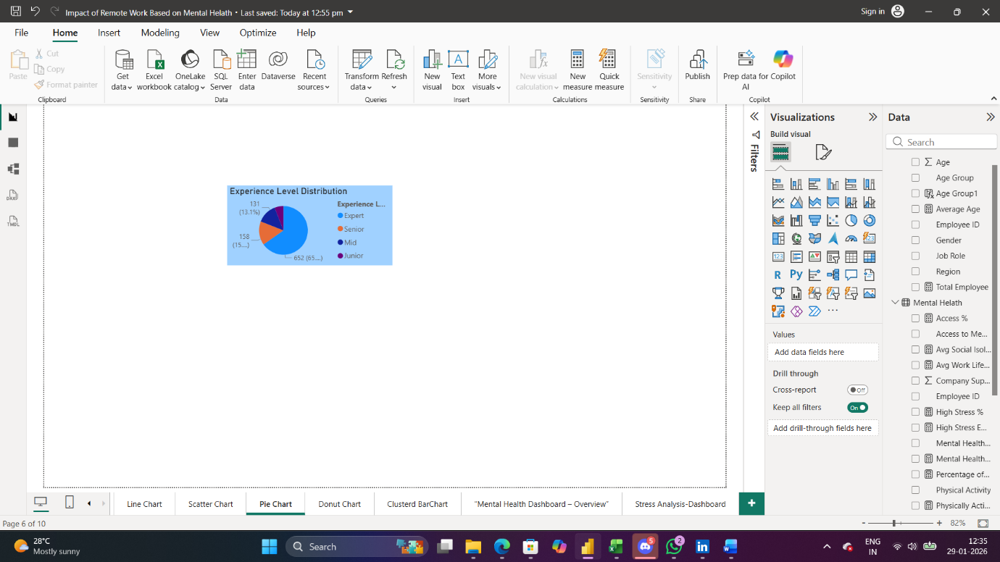 Impact of Remote Work Based on Mental Helath • Last saved: Today at 12:55 pm
Sign in
File Home Insert Modeling View Optimize Help
Paste
Cut
Copy
Format painter
Clipboard
Get data
Excel workbook
OneLake catalog
SQL Server
Enter data
Dataverse
Recent sources
Data
Transform data
Refresh
Queries
New visual
Text box
More visuals
Insert
New visual calculation
New measure
Quick measure
Calculations
Sensitivity
Sensitivity
Publish
Share
Prep data for AI
Copilot
Copilot
Experience Level Distribution
131
(13.1%)
158
(15....)
652 (65....)
Experience L...
Expert
Senior
Mid
Junior
Filters
Visualizations
Build visual
Values
Add data fields here
Drill through
Cross-report
Off
Keep all filters
On
Add drill-through fields here
Data
Search
Age
Age Group
Age Group1
Average Age
Employee ID
Gender
Job Role
Region
Total Employee
Mental Helath
Access %
Access to Me...
Avg Social Isol...
Avg Work Life...
Company Sup...
Employee ID
High Stress %
High Stress E...
Mental Health...
Mental Health...
Percentage of...
Physical Activity
Physically Acti...
Line Chart
Scatter Chart
Pie Chart
Donut Chart
Clusterd BarChart
"Mental Health Dashboard – Overview"
Stress Analysis-Dashboard
Page 6 of 10
- + 82%
28°C
Mostly sunny
Search
5
2
ENG
IN
12:35
29-01-2026